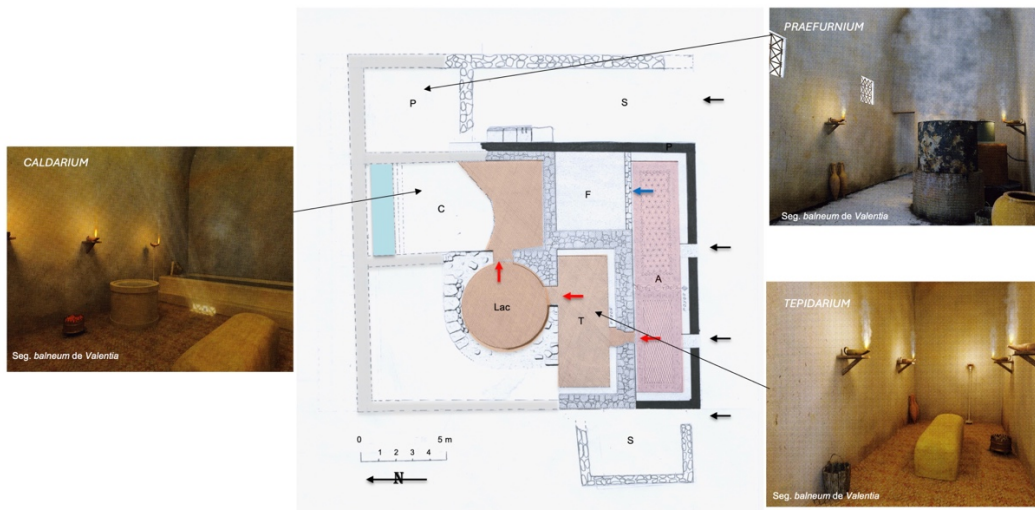 PRAEFURNIUM
P
S
P
CALDARIUM
Seg. balneum de Valentia
C
F
A
Lac
T
TEPIDARIUM
Seg. balneum de Valentia
0
5 m
1 2 3 4
N
S
Seg. balneum de Valentia